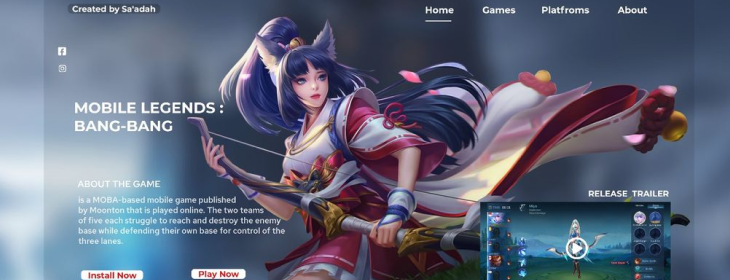 Created by Sa'adah
Home
Games
Platfroms
About
MOBILE LEGENDS :
BANG-BANG
ABOUT THE GAME
is a MOBA-based mobile game published
by Moonton that is played online. The two teams
of five each struggle to reach and destroy the enemy
base while defending their own base for control of the
three lanes.
Install Now
Play Now
RELEASE TRAILER